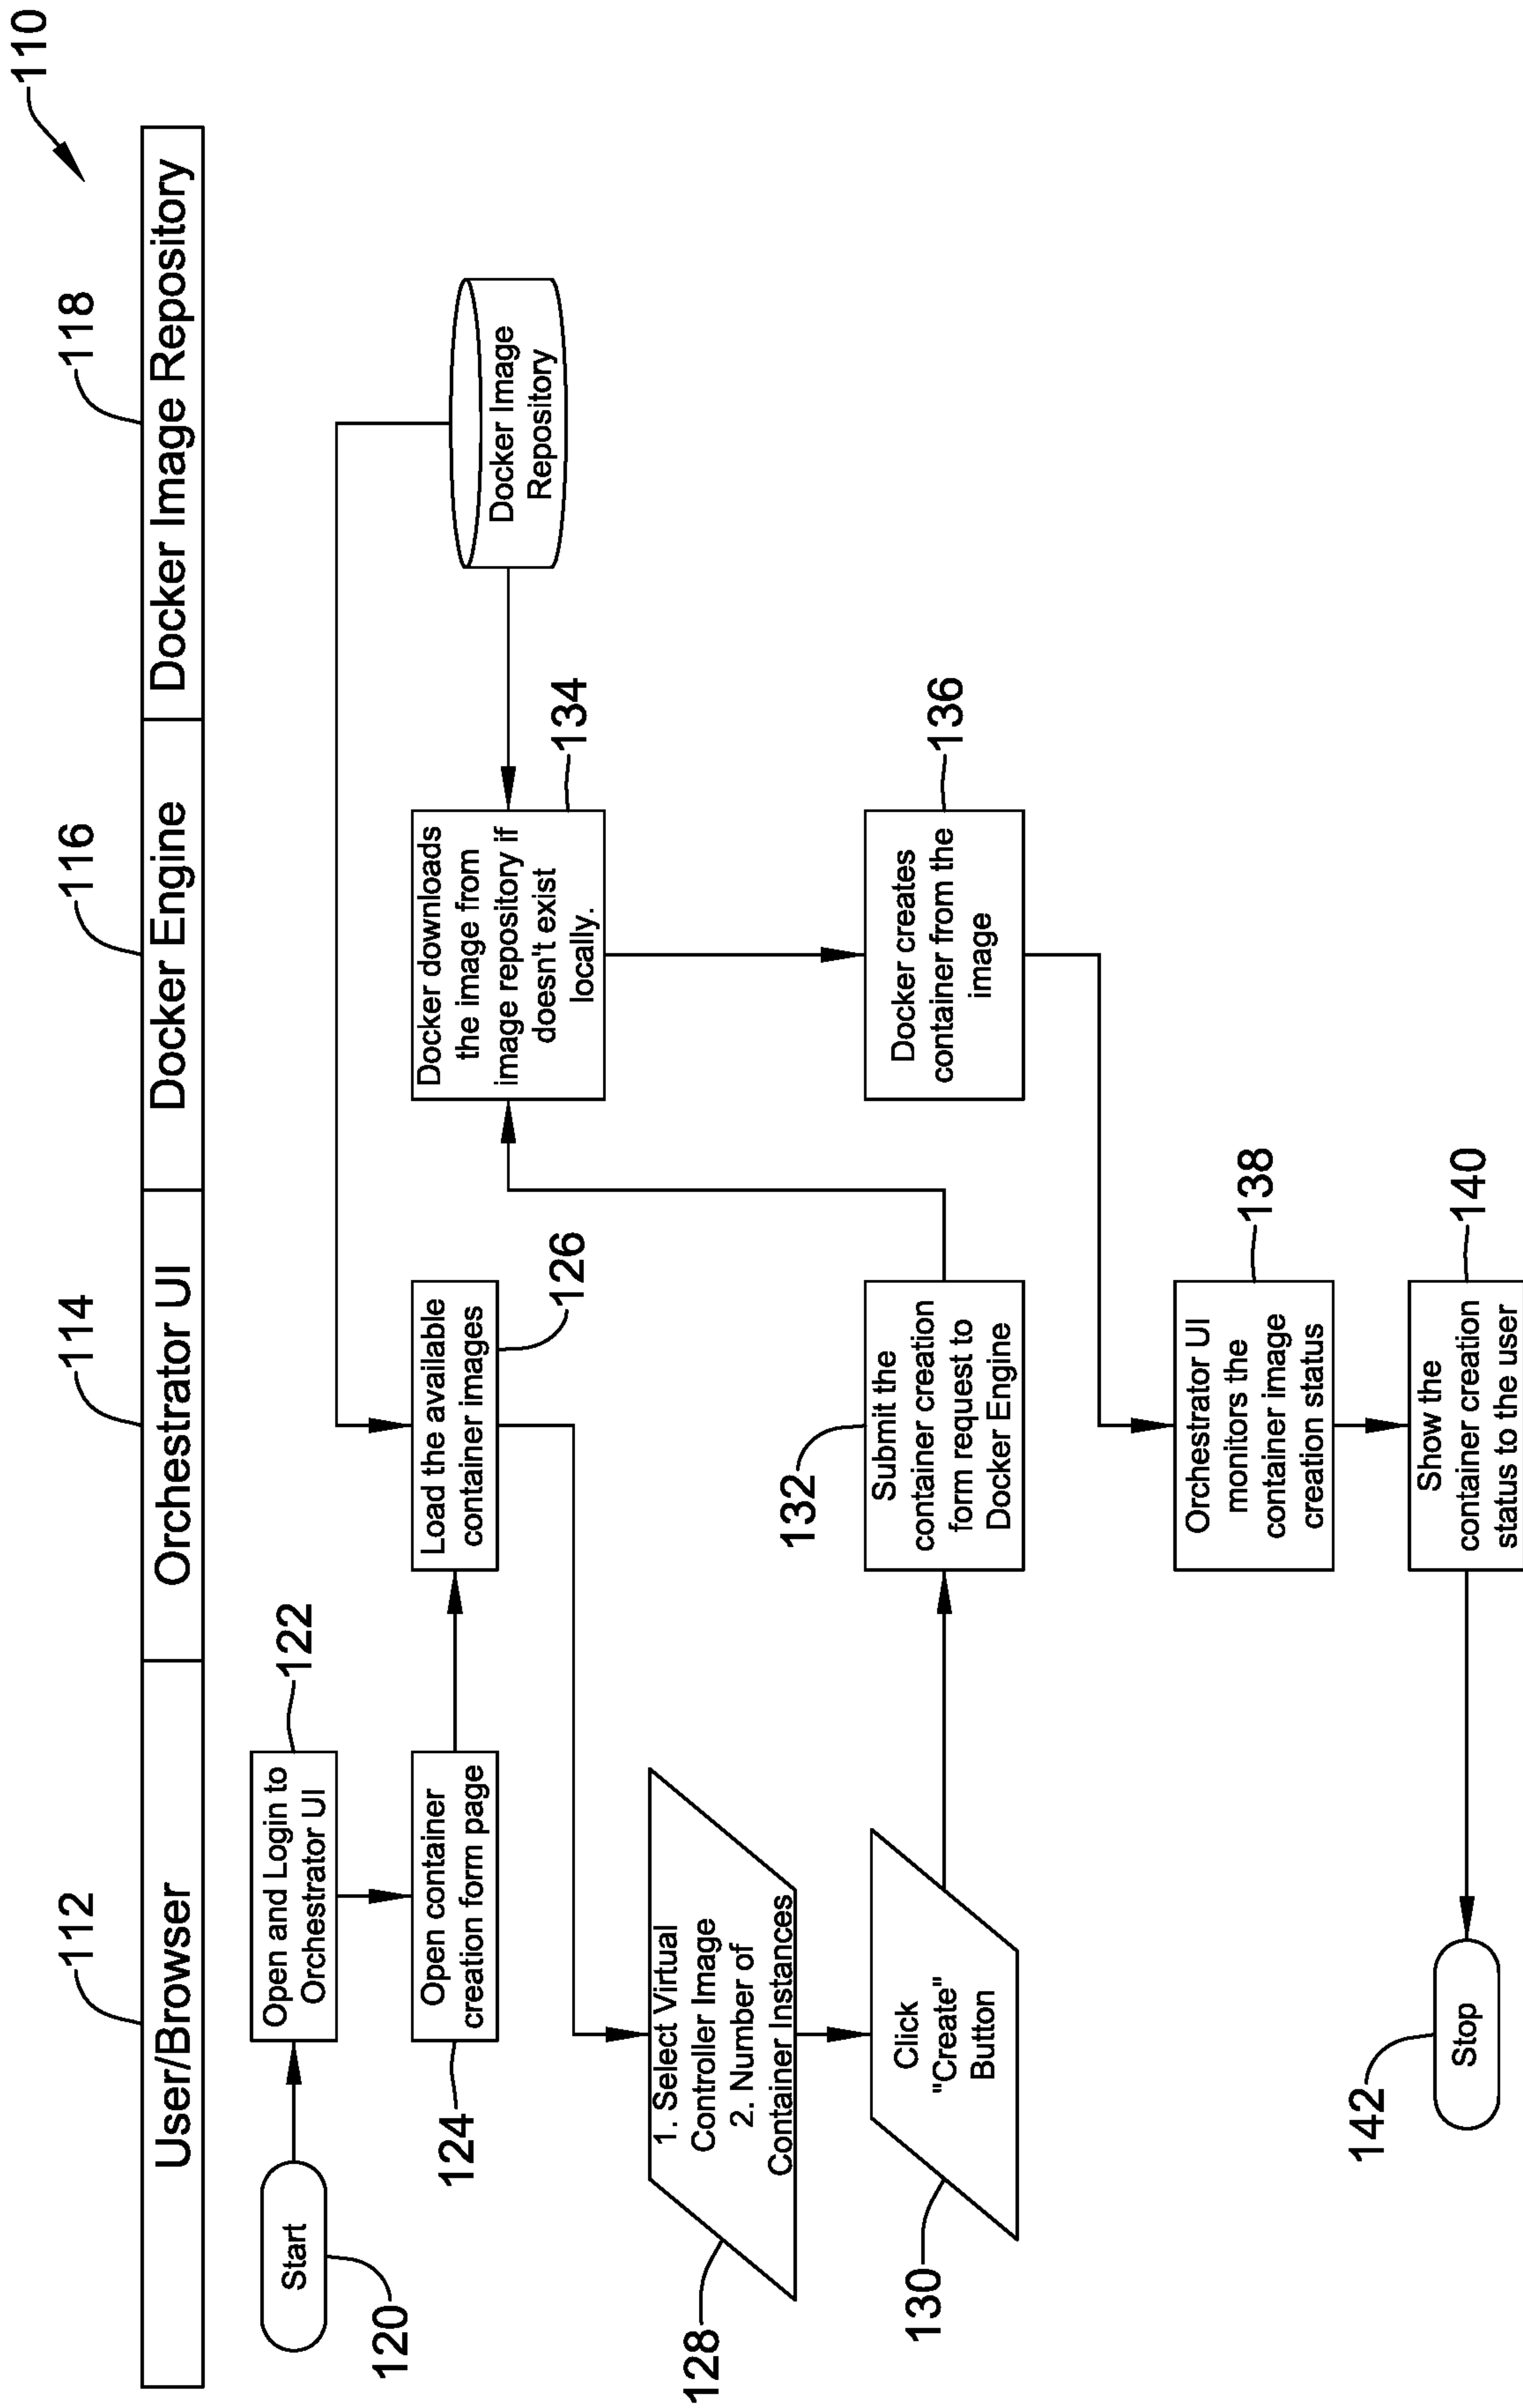 110
112
114
116
118
User/Browser
Orchestrator UI
Docker Engine
Docker Image Repository
Start
120
Open and Login to
Orchestrator UI
122
Open container
creation form page
124
Load the available
container images
126
Docker downloads
the image from
image repository if
doesn't exist
locally.
134
Docker Image
Repository
1. Select Virtual
Controller Image
2. Number of
Container Instances
128
Click
"Create"
Button
130
Submit the
container creation
form request to
Docker Engine
132
Docker creates
container from the
image
136
Orchestrator UI
monitors the
container image
creation status
138
Show the
container creation
status to the user
140
Stop
142